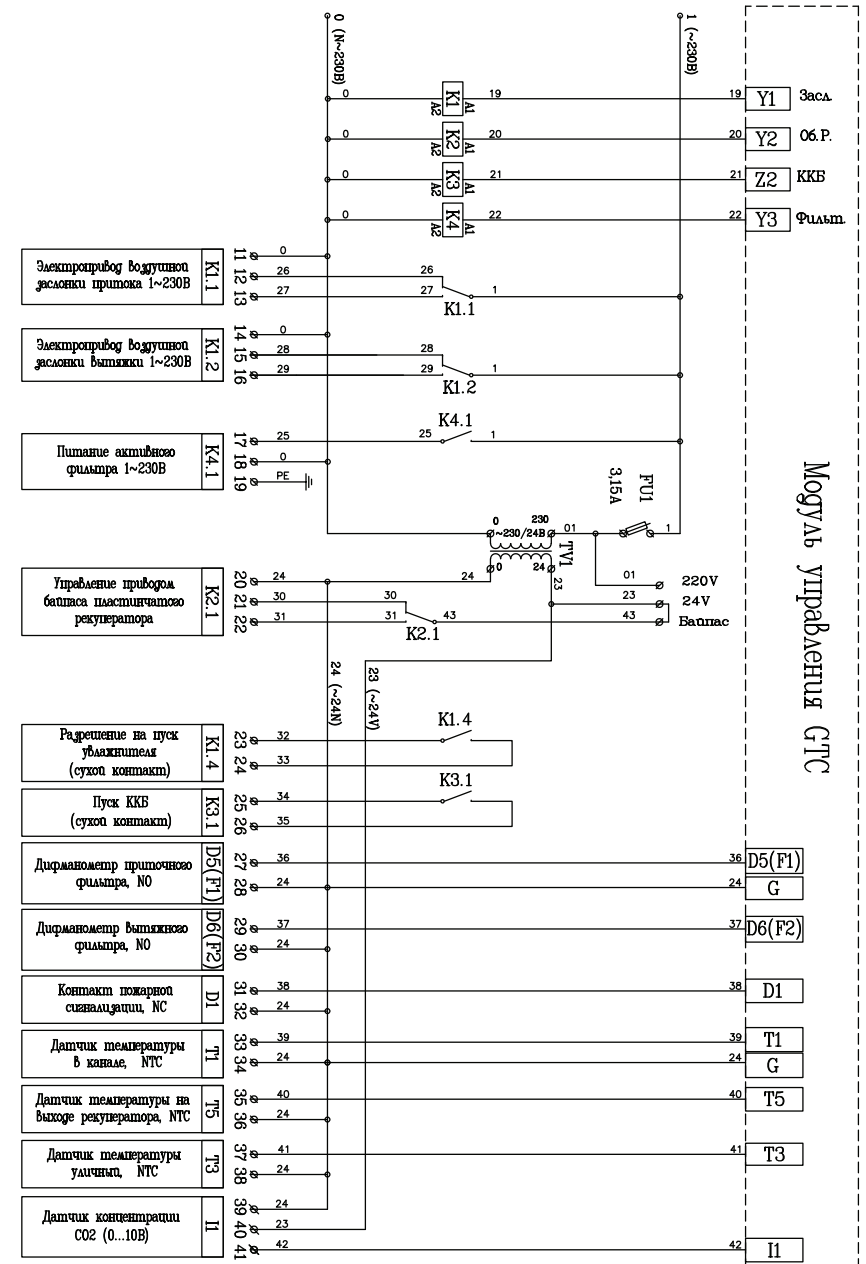 0 (N~230В)
1 (~230В)
0
A2
K1
A1
19
19
Y1
Засл.
0
A2
K2
A1
20
20
Y2
Об.Р.
0
A2
K3
A1
21
21
Z2
ККБ
0
A2
K4
A1
22
22
Y3
Фильт.
Электропривод воздушной
заслонки притока 1~230В
K1.1
11
0
12
26
26
13
27
27
1
K1.1
Электропривод воздушной
заслонки вытяжки 1~230В
K1.2
14
0
15
28
28
16
29
29
1
K1.2
Питание активного
фильтра 1~230В
K4.1
17
25
25
K4.1
1
18
0
19
PE
FU1
3,15А
0
230
~230/24В
01
1
TV1
0
24
23
01
220V
23
24V
43
Байпас
Управление приводом
байпаса пластинчатого
рекуператора
K2.1
20
24
24
21
30
30
22
31
31
43
K2.1
24 (~24N)
23 (~24V)
Модуль управления GTC
Разрешение на пуск
увлажнителя
(сухой контакт)
K1.4
23
32
24
33
K1.4
Пуск ККБ
(сухой контакт)
K3.1
25
34
26
35
K3.1
Дифманометр приточного
фильтра, NO
D5(F1)
27
36
36
D5(F1)
28
24
24
G
Дифманометр вытяжного
фильтра, NO
D6(F2)
29
37
37
D6(F2)
30
24
Контакт пожарной
сигнализации, NC
D1
31
38
38
D1
32
24
Датчик температуры
в канале, NTC
T1
33
39
39
T1
34
24
24
G
Датчик температуры на
выходе рекуператора, NTC
T5
35
40
40
T5
36
24
Датчик температуры
уличный, NTC
T3
37
41
41
T3
38
24
Датчик концентрации
CO2 (0...10В)
I1
39
24
40
23
41
42
42
I1